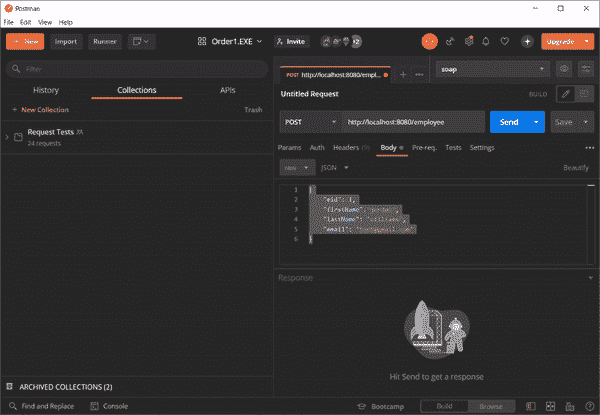 Postman
File Edit View Help
+ New Import Runner Order1.EXE Invite +2 Upgrade
Filter
History Collections APIs
+ New Collection Trash
Request Tests
24 requests
POST http://localhost:8080/empl...
+ •••
soap
Untitled Request BUILD
POST http://localhost:8080/employee Send Save
Params Auth Headers Body Pre-req. Tests Settings •••
raw JSON Beautify
1 {
2 "eid": 1,
3 "firstName":
4 "lastName":
5 "email":
6 }
Response
Hit Send to get a response
ARCHIVED COLLECTIONS (2)
Find and Replace Console Bootcamp Build Browse